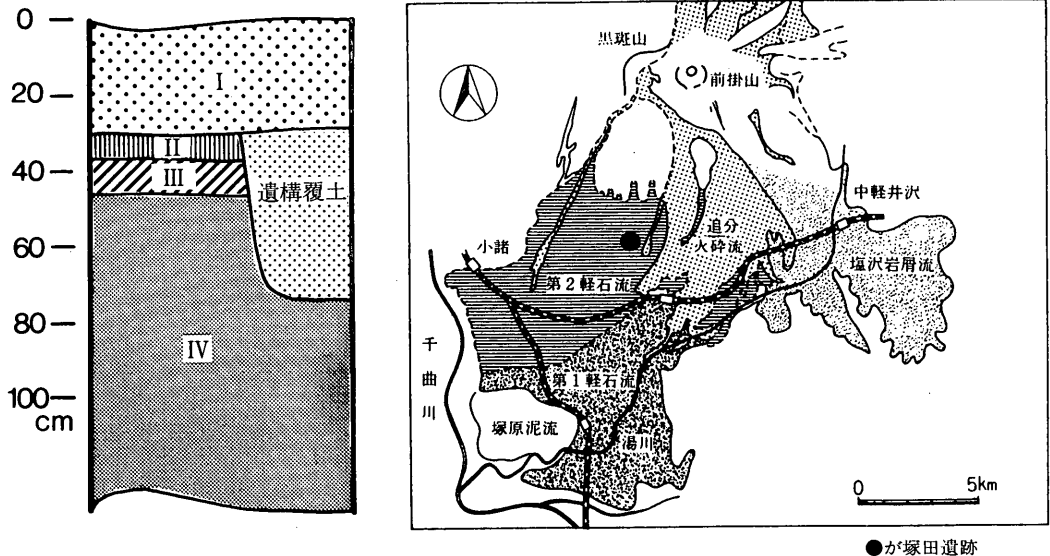 0
20
40
60
80
100
cm
I
II
III
遺構覆土
IV
黒斑山
前掛山
中軽井沢
小諸
追分
火砕流
塩沢岩屑流
第2軽石流
千曲川
第1軽石流
塚原泥流
湯川
0 5km
●が塚田遺跡